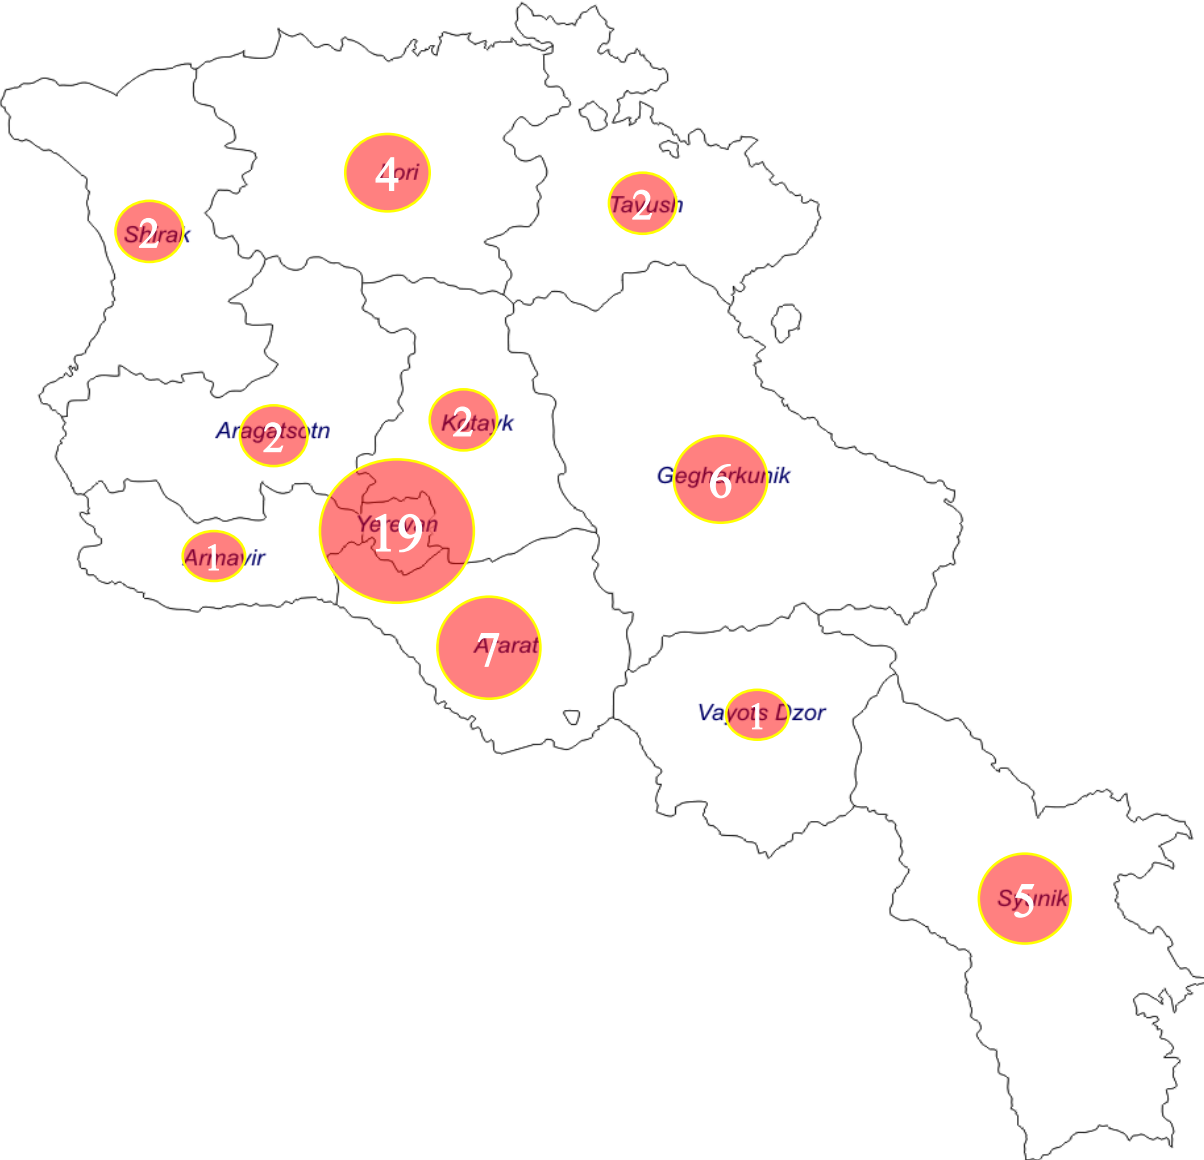 Lori
4
Tavush
2
Shirak
2
Aragatsotn
2
Kotayk
2
Gegharkunik
6
Yerevan
19
Armavir
1
Ararat
7
Vayots Dzor
1
Syunik
5